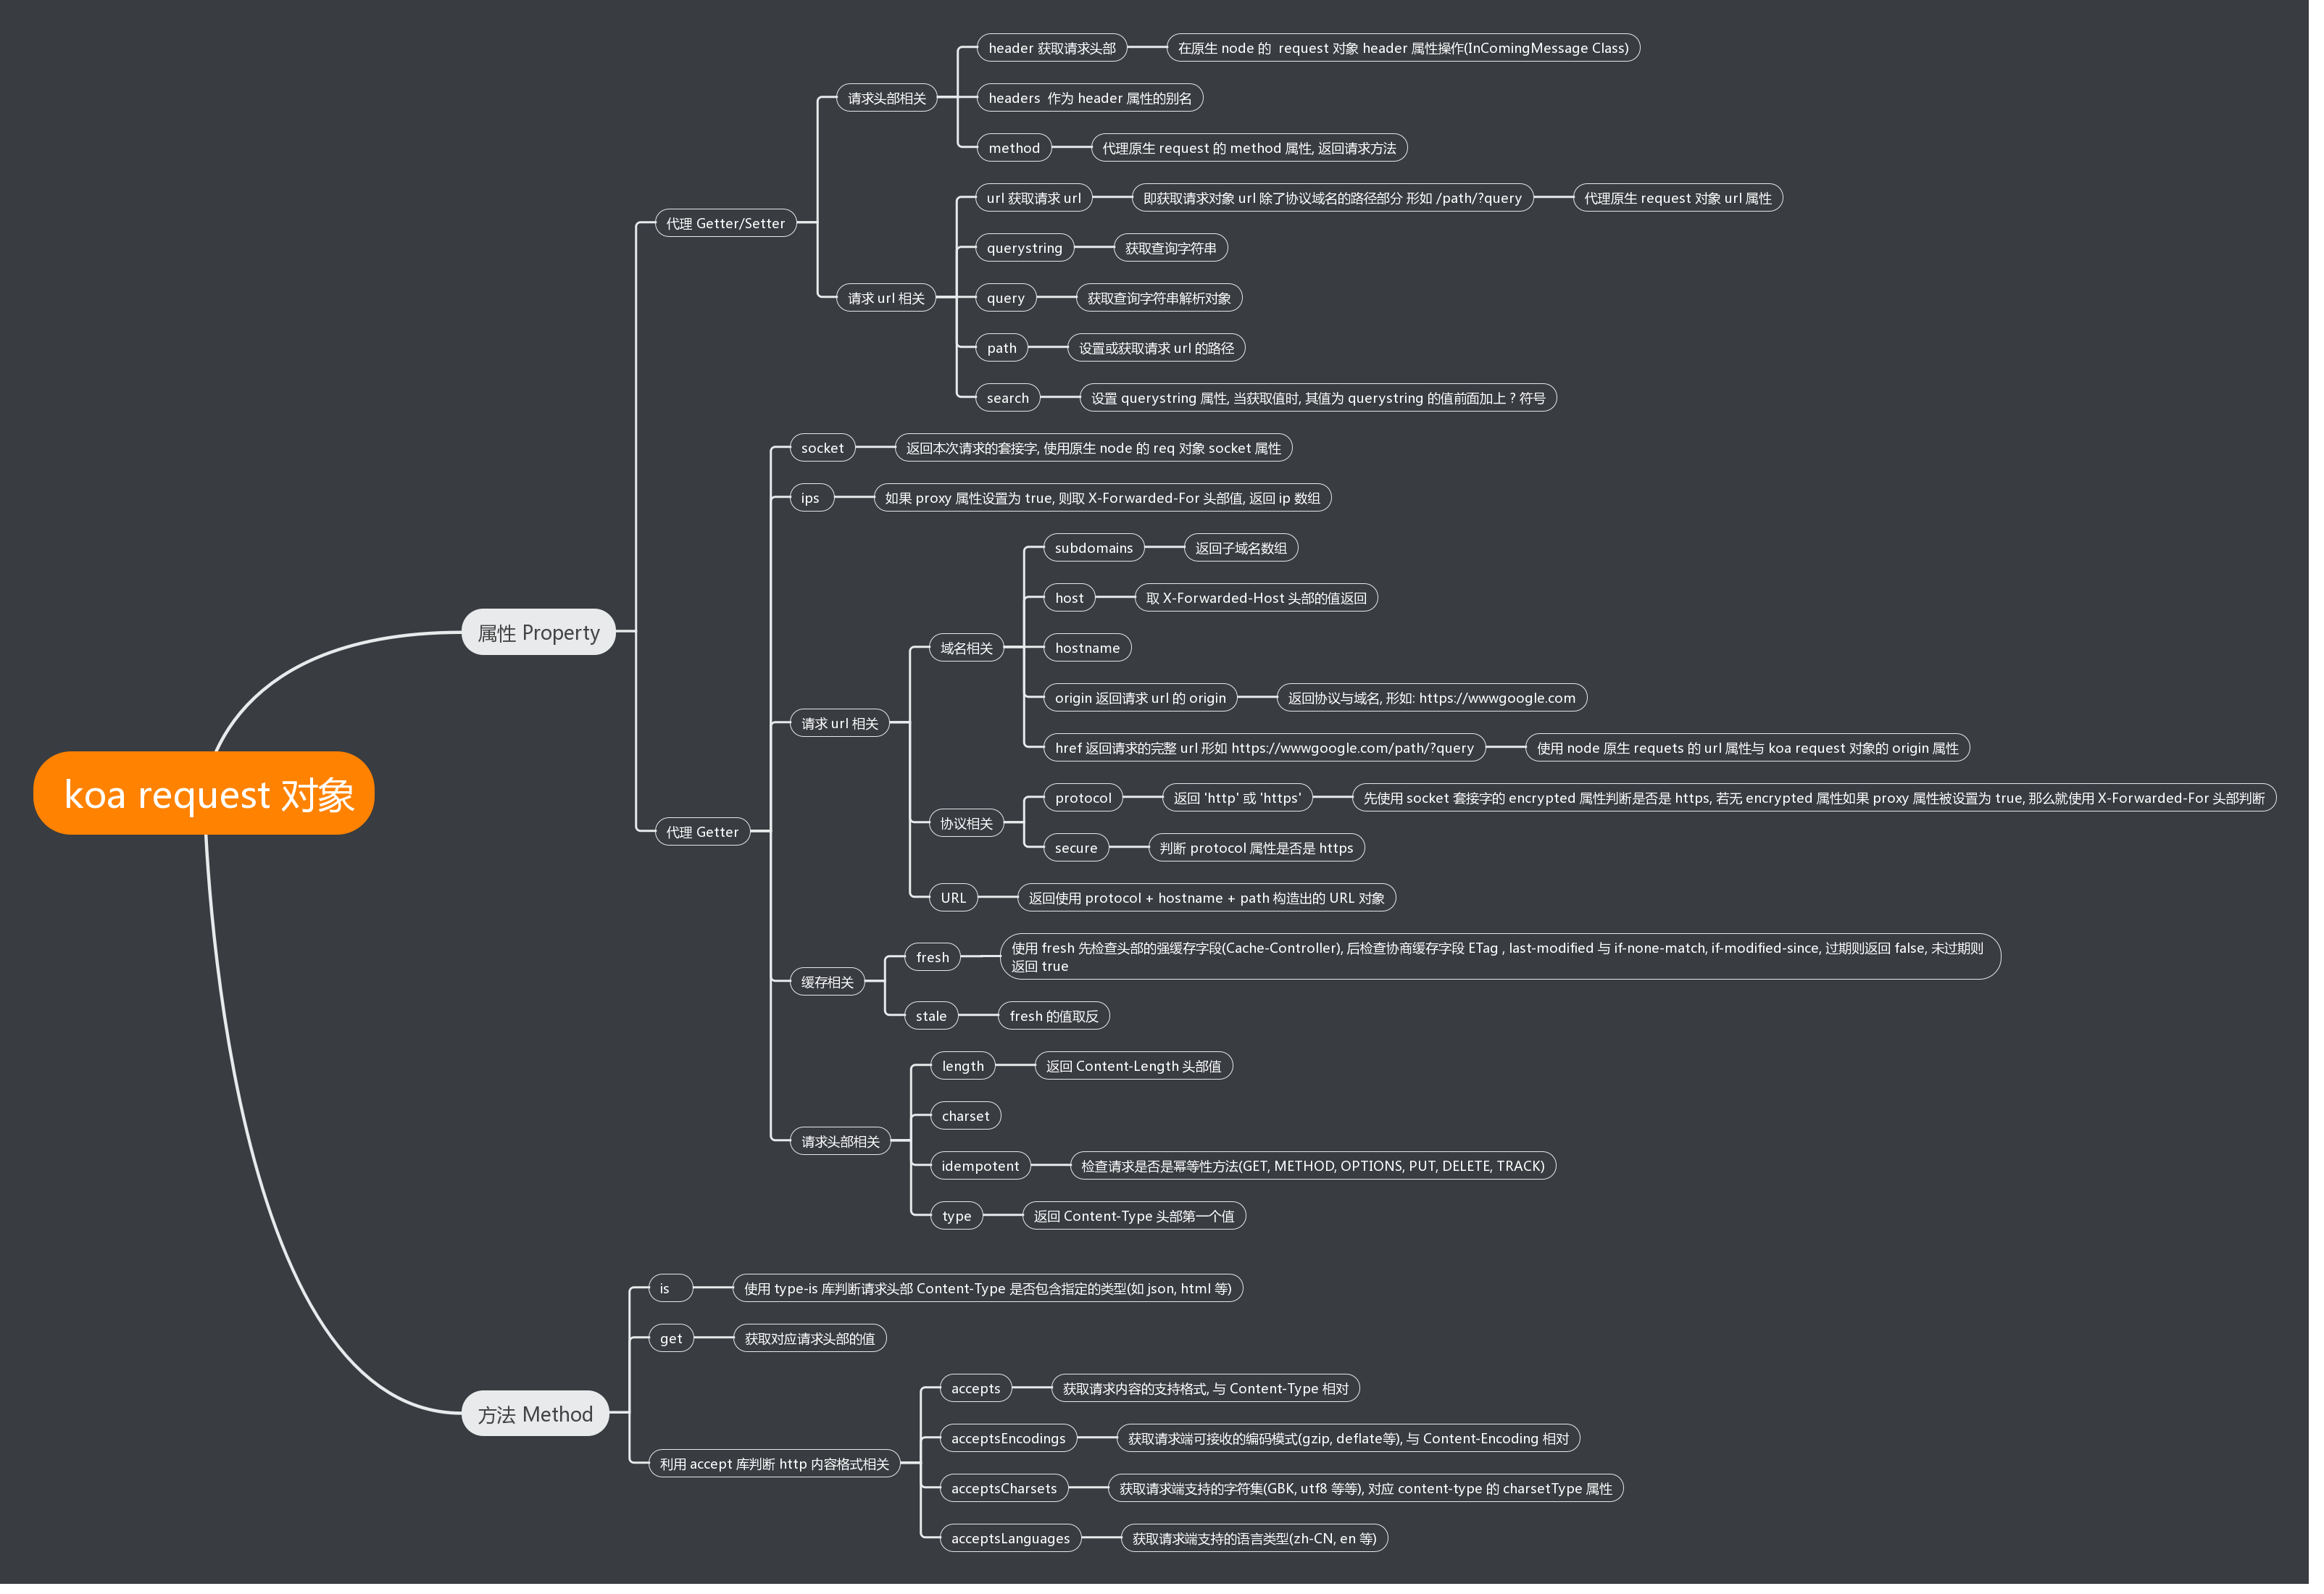 koa request 对象
属性 Property
代理 Getter/Setter
请求头部相关
header 获取请求头部
在原生 node 的  request 对象 header 属性操作(InComingMessage Class)
headers  作为 header 属性的别名
method
代理原生 request 的 method 属性, 返回请求方法
请求 url 相关
url 获取请求 url
即获取请求对象 url 除了协议域名的路径部分 形如 /path/?query
代理原生 request 对象 url 属性
querystring
获取查询字符串
query
获取查询字符串解析对象
path
设置或获取请求 url 的路径
search
设置 querystring 属性, 当获取值时, 其值为 querystring 的值前面加上 ? 符号
代理 Getter
socket
返回本次请求的套接字, 使用原生 node 的 req 对象 socket 属性
ips
如果 proxy 属性设置为 true, 则取 X-Forwarded-For 头部值, 返回 ip 数组
请求 url 相关
域名相关
subdomains
返回子域名数组
host
取 X-Forwarded-Host 头部的值返回
hostname
origin 返回请求 url 的 origin
返回协议与域名, 形如: https://wwwgoogle.com
href 返回请求的完整 url 形如 https://wwwgoogle.com/path/?query
使用 node 原生 requets 的 url 属性与 koa request 对象的 origin 属性
协议相关
protocol
返回 'http' 或 'https'
先使用 socket 套接字的 encrypted 属性判断是否是 https, 若无 encrypted 属性如果 proxy 属性被设置为 true, 那么就使用 X-Forwarded-For 头部判断
secure
判断 protocol 属性是否是 https
URL
返回使用 protocol + hostname + path 构造出的 URL 对象
缓存相关
fresh
使用 fresh 先检查头部的强缓存字段(Cache-Controller), 后检查协商缓存字段 ETag , last-modified 与 if-none-match, if-modified-since, 过期则返回 false, 未过期则
返回 true
stale
fresh 的值取反
请求头部相关
length
返回 Content-Length 头部值
charset
idempotent
检查请求是否是幂等性方法(GET, METHOD, OPTIONS, PUT, DELETE, TRACK)
type
返回 Content-Type 头部第一个值
方法 Method
is
使用 type-is 库判断请求头部 Content-Type 是否包含指定的类型(如 json, html 等)
get
获取对应请求头部的值
利用 accept 库判断 http 内容格式相关
accepts
获取请求内容的支持格式, 与 Content-Type 相对
acceptsEncodings
获取请求端可接收的编码模式(gzip, deflate等), 与 Content-Encoding 相对
acceptsCharsets
获取请求端支持的字符集(GBK, utf8 等等), 对应 content-type 的 charsetType 属性
acceptsLanguages
获取请求端支持的语言类型(zh-CN, en 等)